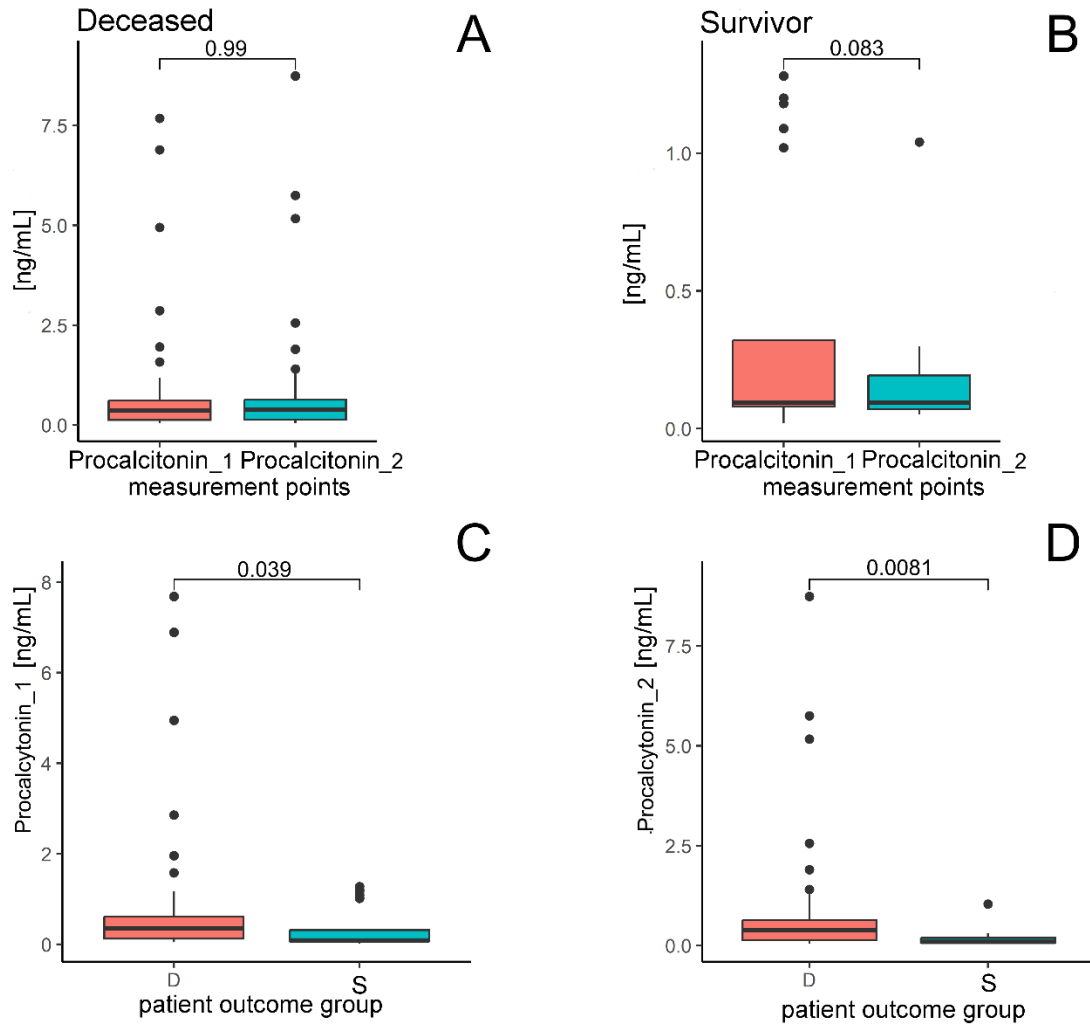 Deceased
A
0.99
7.5
5.0
2.5
0.0
[ng/mL]
Procalcitonin_1 Procalcitonin_2
measurement points
Survivor
B
0.083
1.0
0.5
0.0
[ng/mL]
Procalcitonin_1 Procalcitonin_2
measurement points
C
0.039
8
6
4
2
0
Procalcytonin_1 [ng/mL]
D S
patient outcome group
D
0.0081
7.5
5.0
2.5
0.0
.Procalcytonin_2 [ng/mL]
D S
patient outcome group